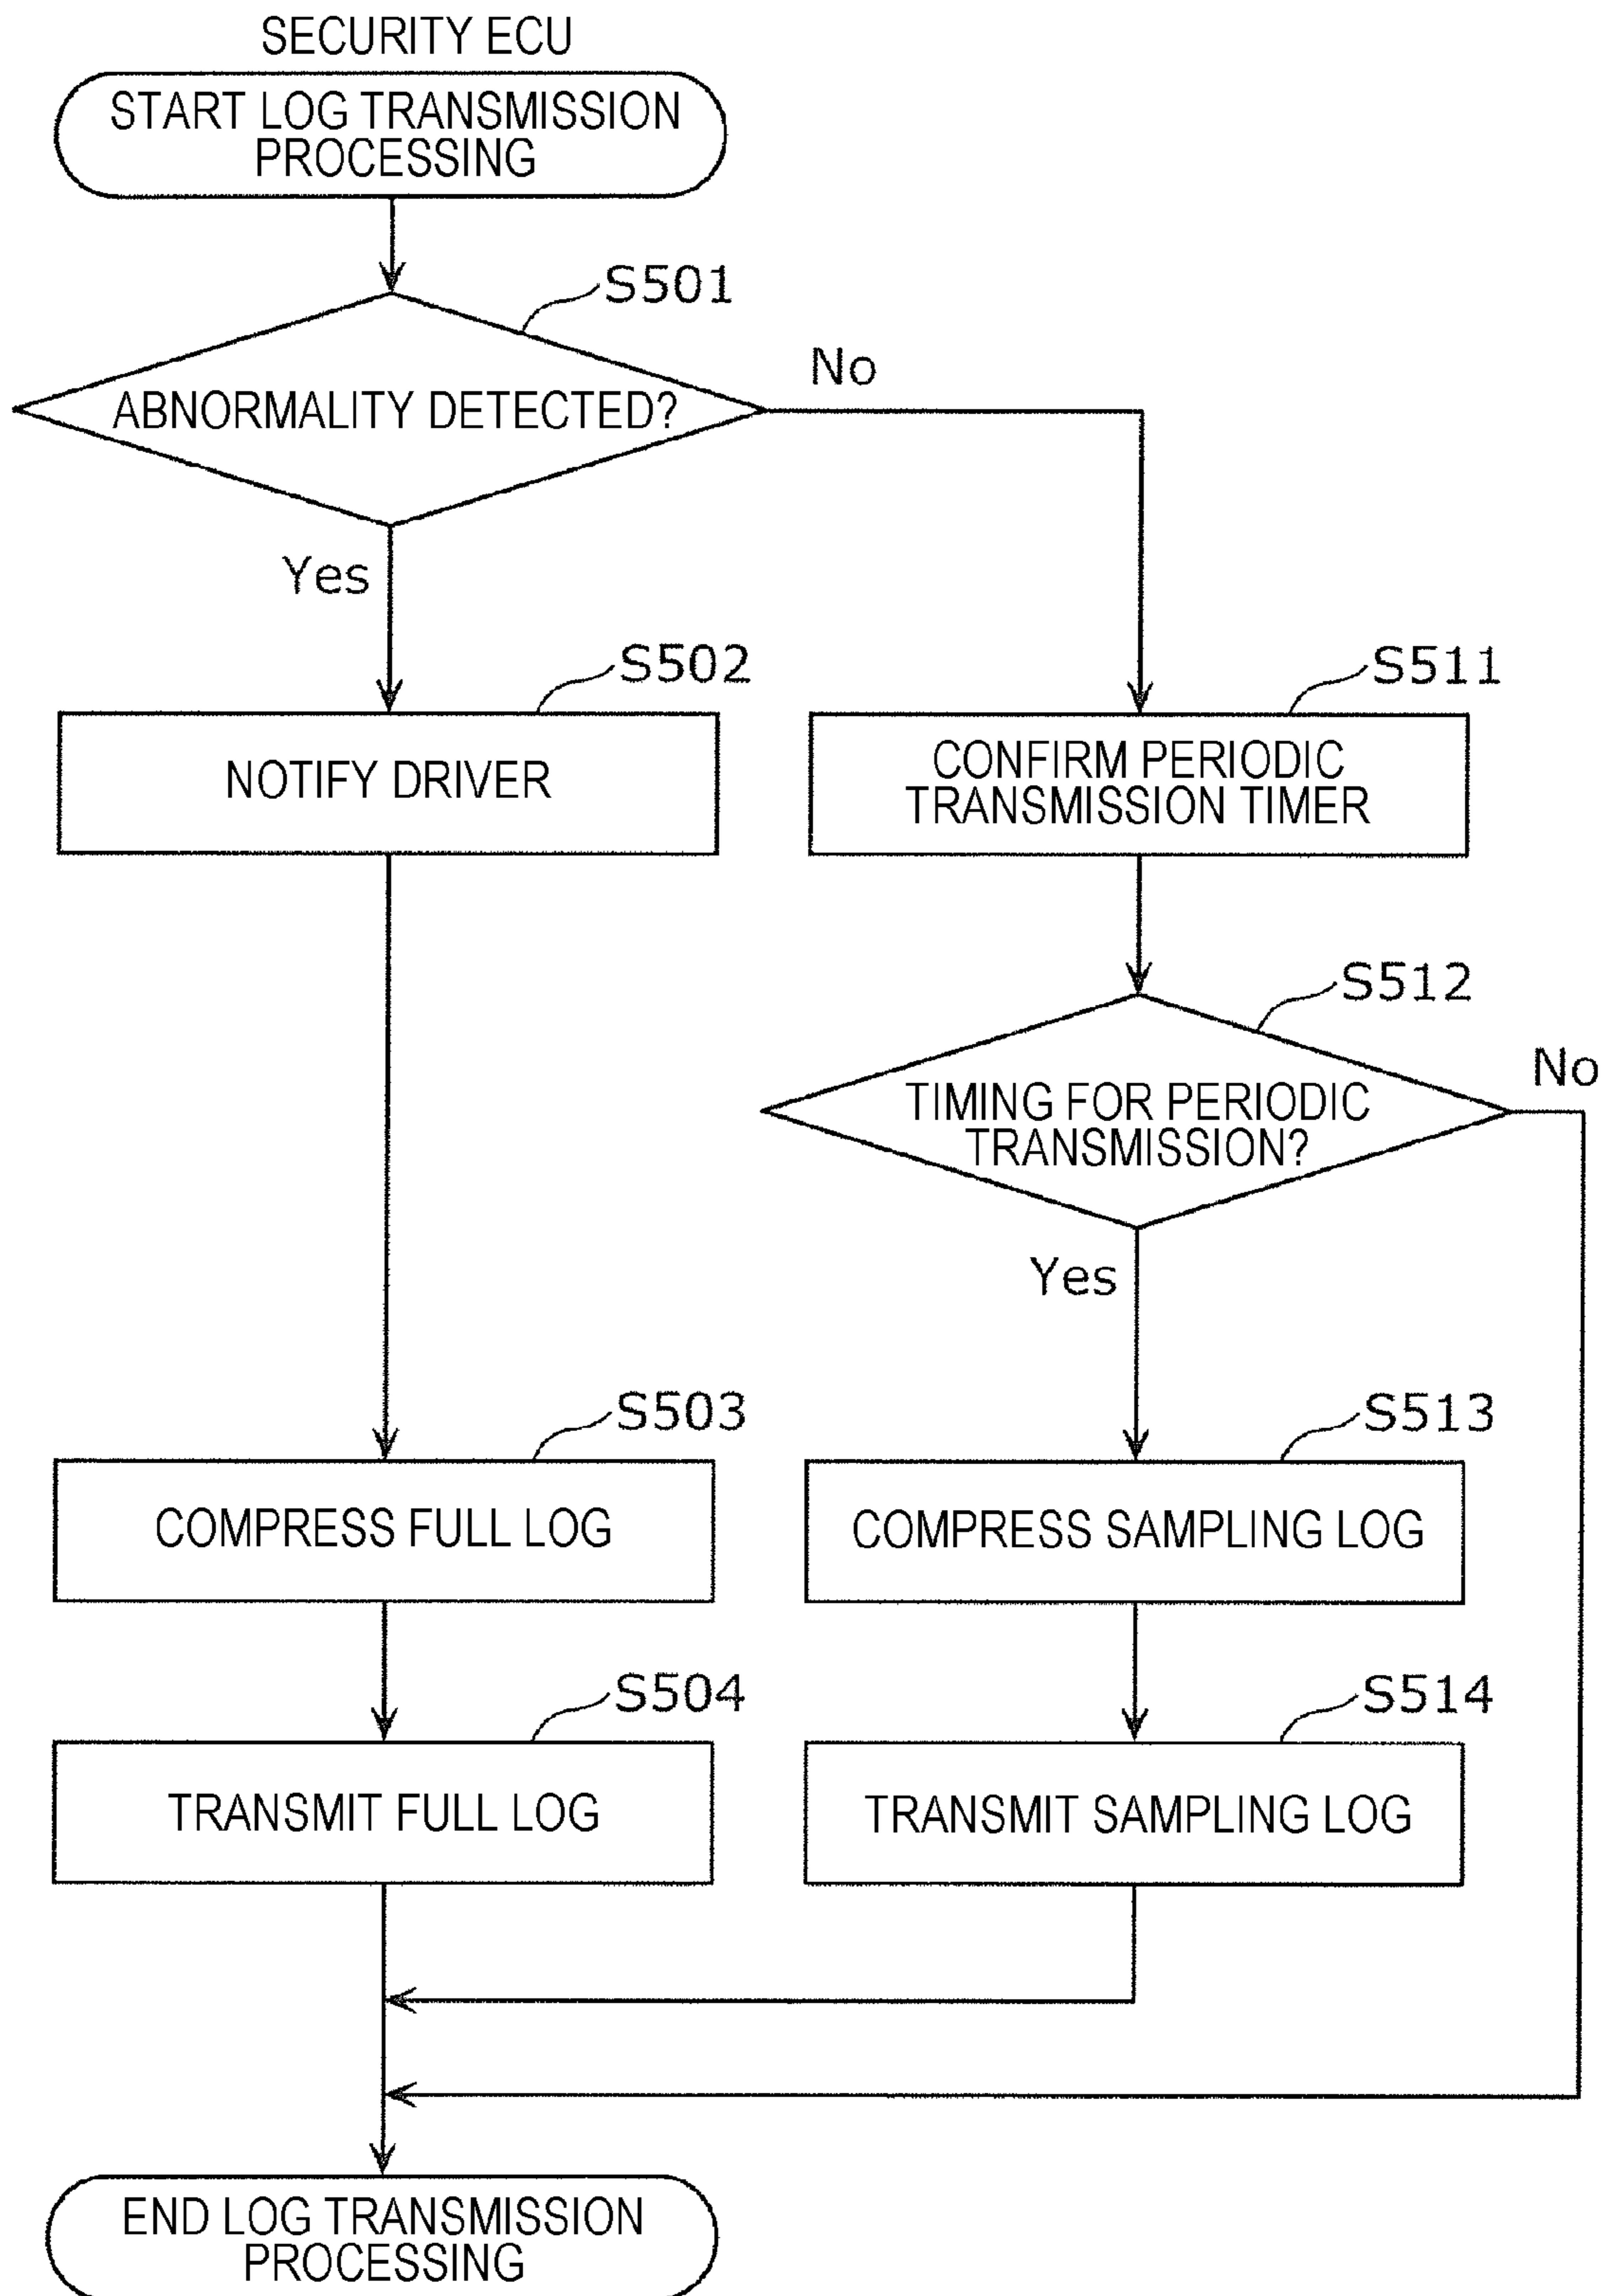 SECURITY ECU
START LOG TRANSMISSION
PROCESSING
S501
ABNORMALITY DETECTED?
No
Yes
S502
NOTIFY DRIVER
S511
CONFIRM PERIODIC
TRANSMISSION TIMER
S512
TIMING FOR PERIODIC
TRANSMISSION?
No
Yes
S503
COMPRESS FULL LOG
S513
COMPRESS SAMPLING LOG
S504
TRANSMIT FULL LOG
S514
TRANSMIT SAMPLING LOG
END LOG TRANSMISSION
PROCESSING